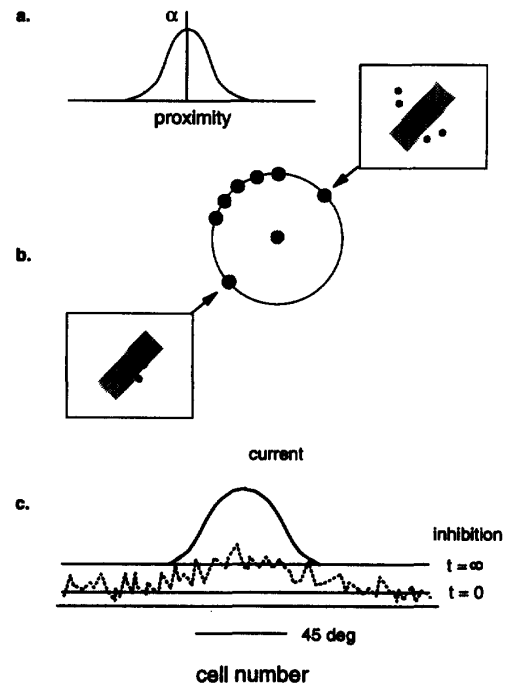 a.
α
proximity
b.
current
c.
inhibition
t = ∞
t = 0
45 deg
cell number